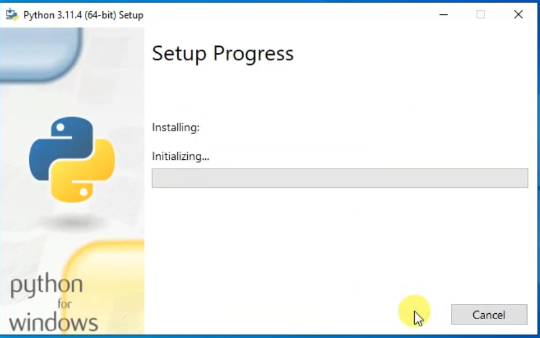 Python 3.11.4 (64-bit) Setup
Setup Progress
Installing:
Initializing...
python
for
windows
Cancel